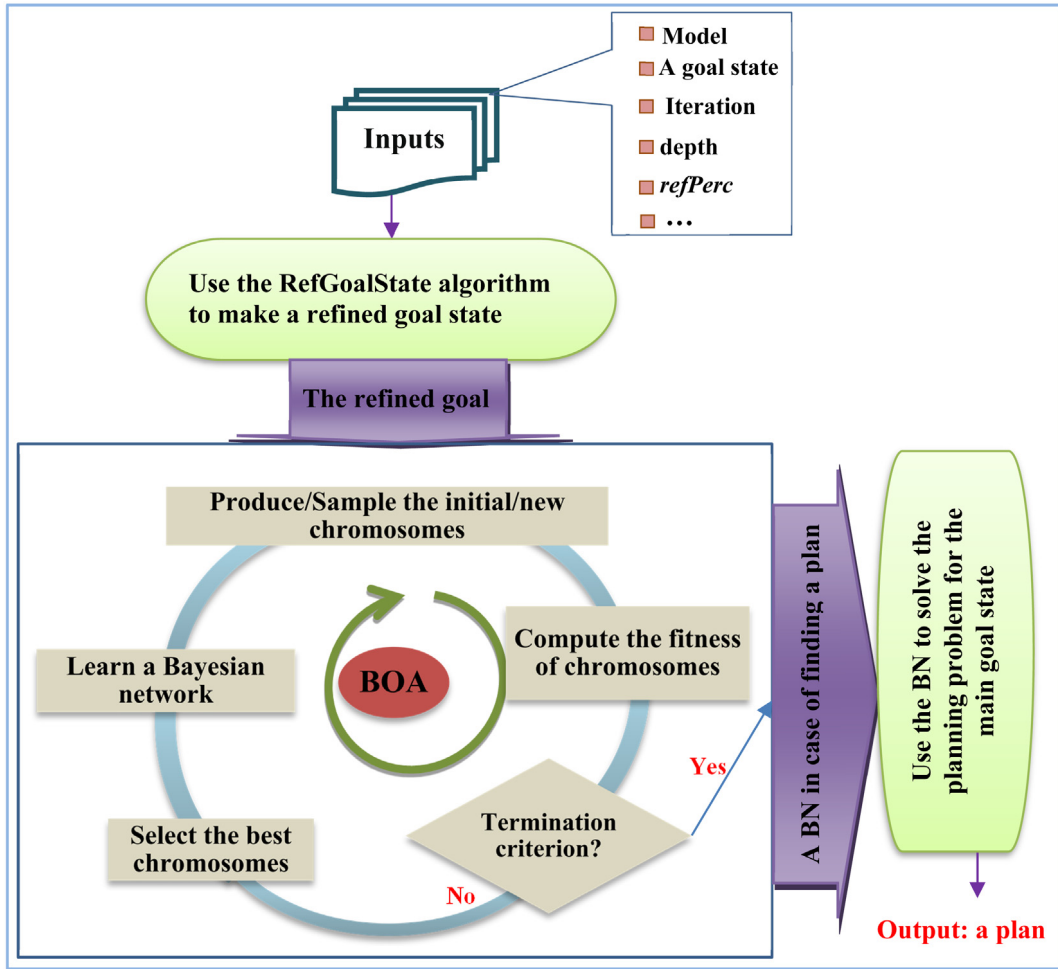 Model
A goal state
Iteration
depth
refPerc
...
Inputs
Use the RefGoalState algorithm
to make a refined goal state
The refined goal
Produce/Sample the initial/new
chromosomes
Compute the fitness
of chromosomes
Learn a Bayesian
network
BOA
Select the best
chromosomes
Termination
criterion?
Yes
No
A BN in case of finding a plan
Use the BN to solve the
planning problem for the
main goal state
Output: a plan